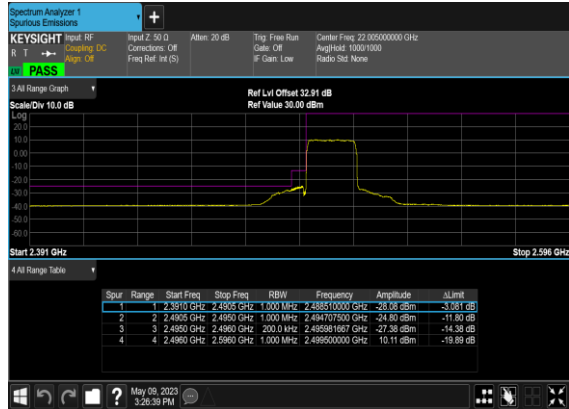 Spectrum Analyzer 1
Spurious Emissions
+
KEYSIGHT Input: RF Input Z: 50 Ω Atten: 20 dB Trig: Free Run Center Freq: 22.005000000 GHz
R T Coupling: DC Corrections: Off Gate: Off Avg|Hold: 1000/1000
Align: Off Freq Ref: Int (S) IF Gain: Low Radio Std: None
PASS
3 All Range Graph
Ref Lvl Offset 32.91 dB
Scale/Div 10.0 dB Ref Value 30.00 dBm
Log
20.0
10.0
0.00
-10.0
-20.0
-30.0
-40.0
-50.0
-60.0
Start 2.391 GHz Stop 2.596 GHz
4 All Range Table
Spur Range Start Freq Stop Freq RBW Frequency Amplitude ΔLimit
1 1 2.3910 GHz 2.4905 GHz 1.000 MHz 2.488510000 GHz -28.08 dBm -3.081 dB
2 2 2.4905 GHz 2.4950 GHz 1.000 MHz 2.494707500 GHz -24.80 dBm -11.80 dB
3 3 2.4950 GHz 2.4960 GHz 200.0 kHz 2.495981667 GHz -27.38 dBm -14.38 dB
4 4 2.4960 GHz 2.5960 GHz 1.000 MHz 2.499500000 GHz 10.11 dBm -19.89 dB
? May 09, 2023
3:26:39 PM